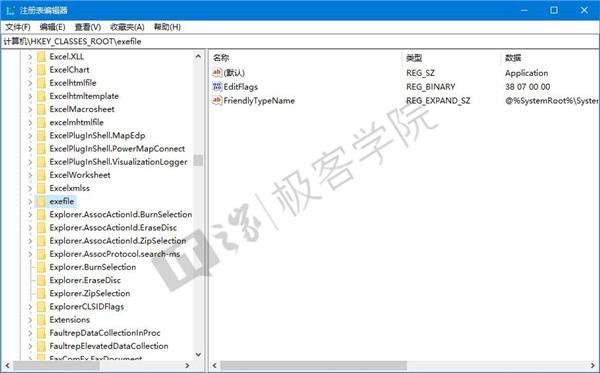 注册表编辑器
文件(F) 编辑(E) 查看(V) 收藏夹(A) 帮助(H)
计算机\HKEY_CLASSES_ROOT\exefile
Excel.XLL
ExcelChart
Excelhtmlfile
Excelhtmltemplate
ExcelMacrosheet
excelmhtmlfile
ExcelPlugInShell.MapEdp
ExcelPlugInShell.PowerMapConnect
ExcelPlugInShell.VisualizationLogger
ExcelWorksheet
Excelxmlss
exefile
Explorer.AssocActionId.BurnSelection
Explorer.AssocActionId.EraseDisc
Explorer.AssocActionId.ZipSelection
Explorer.AssocProtocol.search-ms
Explorer.BurnSelection
Explorer.EraseDisc
Explorer.ZipSelection
ExplorerCLSIDFlags
Extensions
FaultrepDataCollectionInProc
FaultrepElevatedDataCollection
FaxComEx.FaxDocument
名称 类型 数据
(默认) REG_SZ Application
EditFlags REG_BINARY 38 07 00 00
FriendlyTypeName REG_EXPAND_SZ @%SystemRoot%\System
之家 极客学院